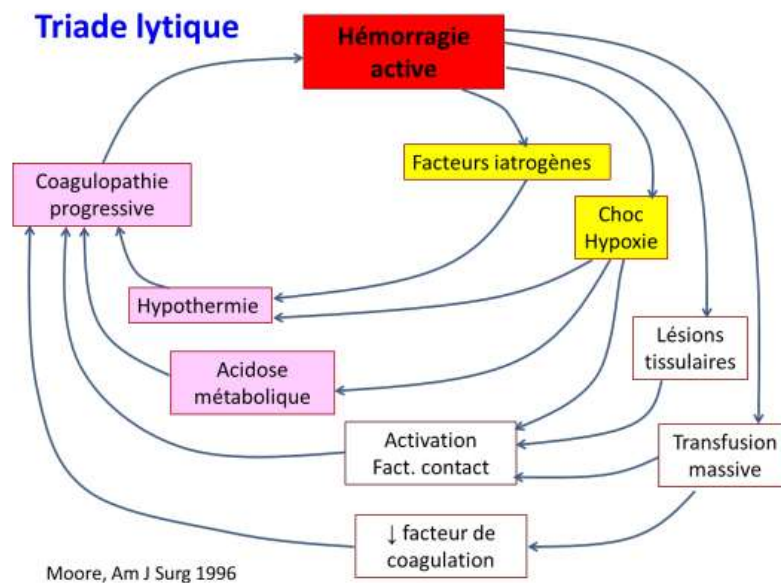 Triade lytique
Hémorragie
active
Facteurs iatrogènes
Coagulopathie
progressive
Choc
Hypoxie
Hypothermie
Lésions
tissulaires
Acidose
métabolique
Activation
Fact. contact
Transfusion
massive
↓ facteur de
coagulation
Moore, Am J Surg 1996